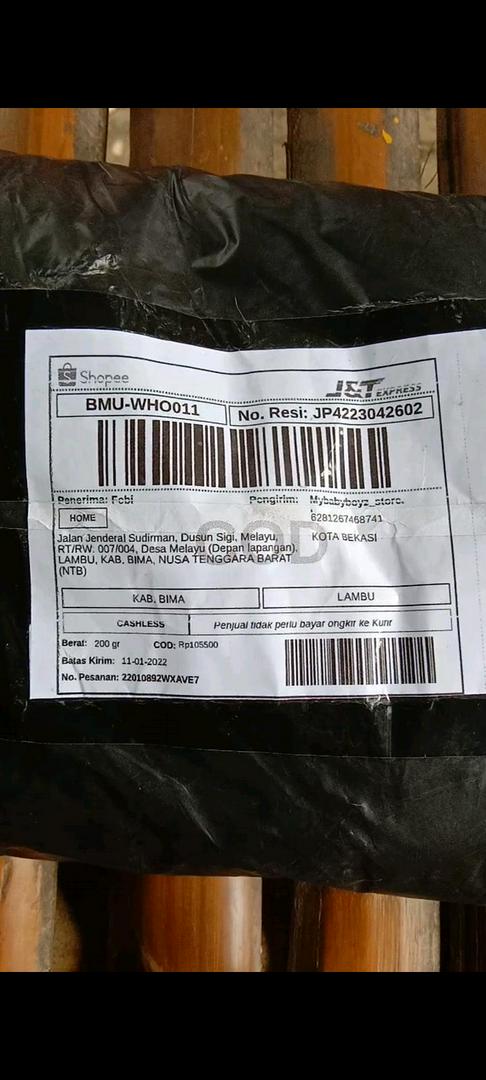 Shopee
J&T EXPRESS
BMU-WHO011
No. Resi: JP4223042602
Penerima: Febi
Pengirim: Mybabyboyz_store.
HOME
6281267468741
KOTA BEKASI
COD
Jalan Jenderal Sudirman, Dusun Sigi, Melayu,
RT/RW. 007/004, Desa Melayu (Depan lapangan),
LAMBU, KAB. BIMA, NUSA TENGGARA BARAT
(NTB)
KAB. BIMA
LAMBU
CASHLESS
Penjual tidak perlu bayar ongkir ke Kurir
Berat: 200 gr
COD: Rp105500
Batas Kirim: 11-01-2022
No. Pesanan: 22010892WXAVE7